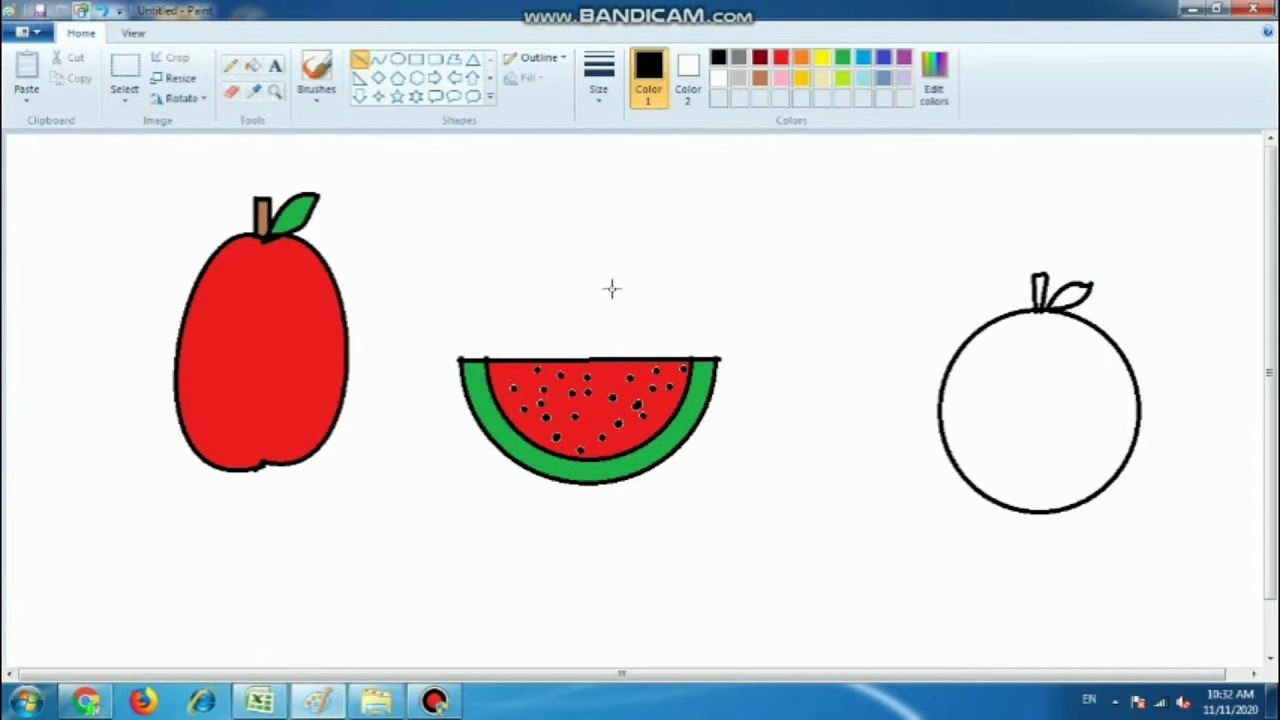 www.BANDICAM.com
Untitled - Paint
Home View
Cut
Copy
Paste
Clipboard
Select
Crop
Resize
Rotate
Image
Tools
Brushes
Shapes
Outline
Fill
Size
Color 1
Color 2
Edit colors
Colors
EN
10:32 AM
11/11/2020